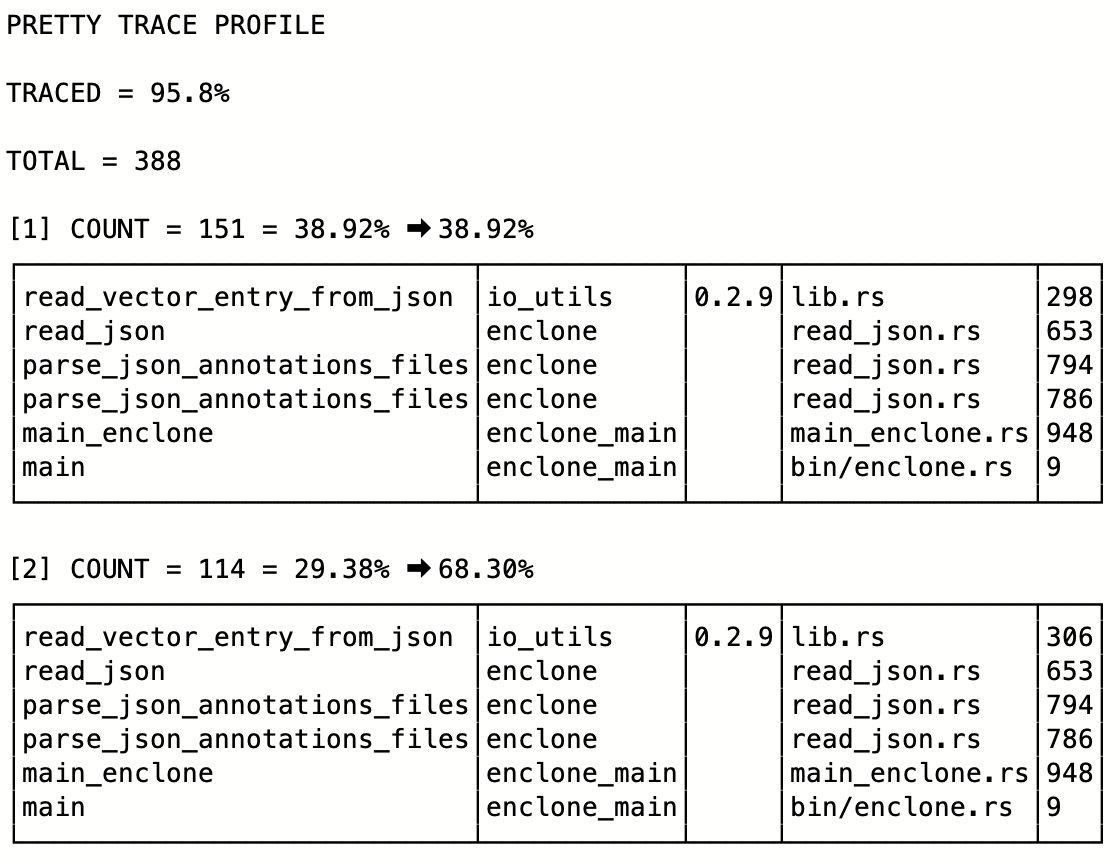 PRETTY TRACE PROFILE
TRACED = 95.8%
TOTAL = 388
[1] COUNT = 151 = 38.92% ➡ 38.92%
read_vector_entry_from_json io_utils 0.2.9 lib.rs 298
read_json enclone read_json.rs 653
parse_json_annotations_files enclone read_json.rs 794
parse_json_annotations_files enclone read_json.rs 786
main_enclone enclone_main main_enclone.rs 948
main enclone_main bin/enclone.rs 9
[2] COUNT = 114 = 29.38% ➡ 68.30%
read_vector_entry_from_json io_utils 0.2.9 lib.rs 306
read_json enclone read_json.rs 653
parse_json_annotations_files enclone read_json.rs 794
parse_json_annotations_files enclone read_json.rs 786
main_enclone enclone_main main_enclone.rs 948
main enclone_main bin/enclone.rs 9